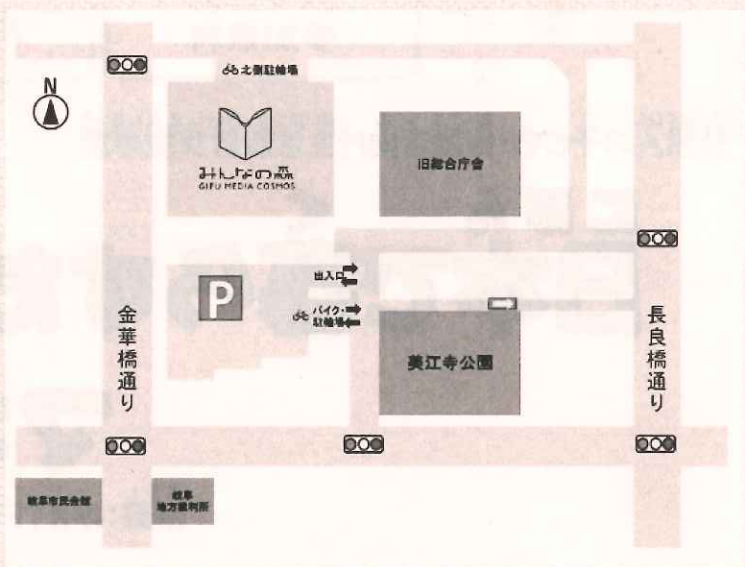 N
北側駐輪場
みんなの森
GIFU MEDIA COSMOS
旧総合庁舎
出入口
P
バイク・
駐輪場
金華橋通り
長良橋通り
美江寺公園
岐阜市民会館
岐阜
地方裁判所